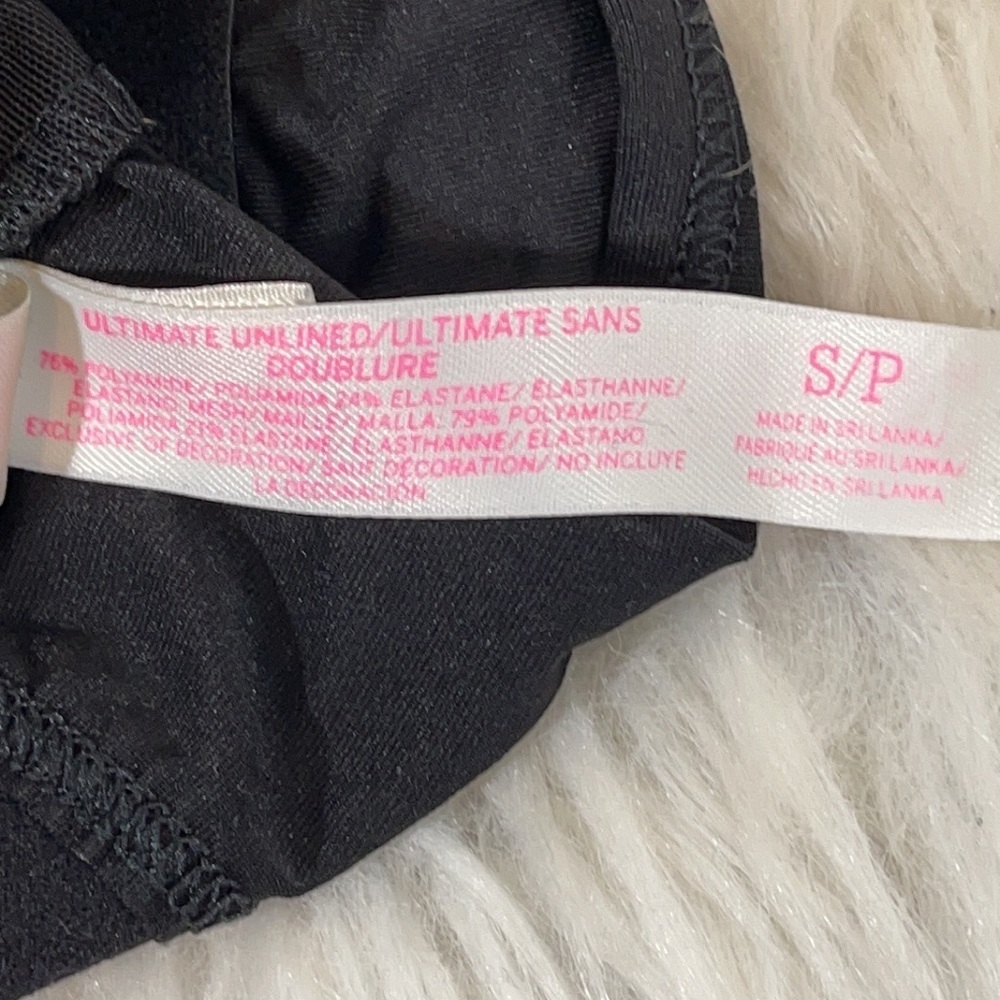 ULTIMATE UNLINED/ULTIMATE SANS
DOUBLURE
76% POLYAMIDE/ POLIAMIDA 24% ELASTANE/ ÉLASTHANNE/
ELASTANO. MESH/ MAILLE/ MALLA: 79% POLYAMIDE/
POLIAMIDA 21% ELASTANE/ ÉLASTHANNE/ ELASTANO
EXCLUSIVE OF DECORATION/ SAUF DÉCORATION/ NO INCLUYE
LA DECORACIÓN
S/P
MADE IN SRI LANKA/
FABRIQUÉ AU SRI LANKA/
HECHO EN SRI LANKA